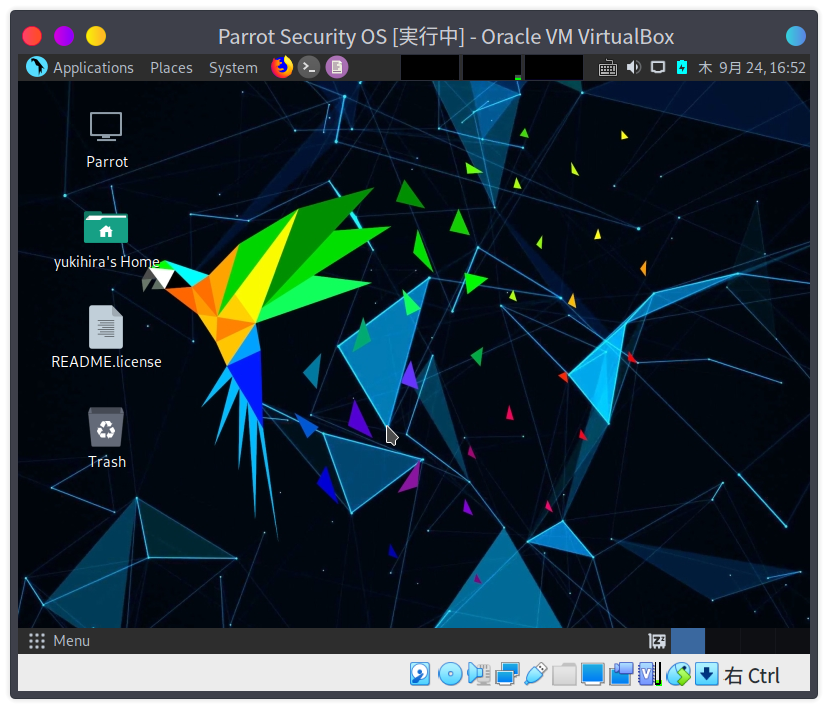 Parrot Security OS [実行中] - Oracle VM VirtualBox
Applications Places System 木 9月 24, 16:52
Parrot
yukihira's Home
README.license
Trash
Menu
右 Ctrl